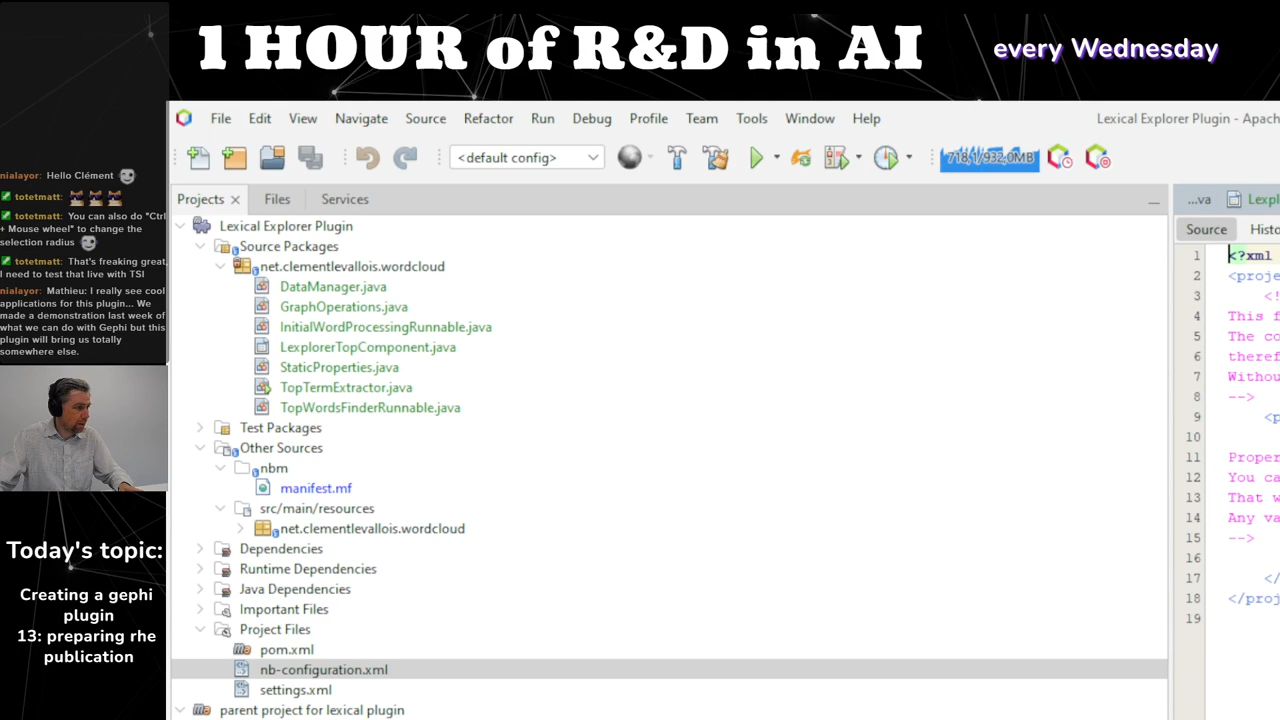 1 HOUR of R&D in AI
every Wednesday
nialayor: Hello Clément
totetmatt:
totetmatt: You can also do "Ctrl
+ Mouse wheel" to change the
selection radius
totetmatt: That's freaking great,
I need to test that live with TSI
nialayor: Mathieu: I really see cool
applications for this plugin... We
made a demonstration last week of
what we can do with Gephi but this
plugin will bring us totally
somewhere else.
Today's topic:
Creating a gephi
plugin
13: preparing rhe
publication
File Edit View Navigate Source Refactor Run Debug Profile Team Tools Window Help
Lexical Explorer Plugin - Apac
<default config>
718,1/932,0MB
Projects Files Services
Lexical Explorer Plugin
Source Packages
net.clementlevallois.wordcloud
DataManager.java
GraphOperations.java
InitialWordProcessingRunnable.java
LexplorerTopComponent.java
StaticProperties.java
TopTermExtractor.java
TopWordsFinderRunnable.java
Test Packages
Other Sources
nbm
manifest.mf
src/main/resources
net.clementlevallois.wordcloud
Dependencies
Runtime Dependencies
Java Dependencies
Important Files
Project Files
pom.xml
nb-configuration.xml
settings.xml
parent project for lexical plugin
...va Lexpl
Source Histo
1 <?xml
2 <proje
3 <!
4 This f
5 The co
6 theref
7 Withou
8 -->
9 <p
10
11 Proper
12 You ca
13 That w
14 Any va
15 -->
16
17 </
18 </proj
19